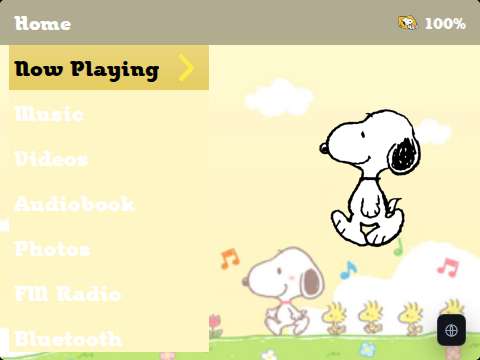 Home
100%
Now Playing
Music
Videos
Audiobook
Photos
FM Radio
Bluetooth